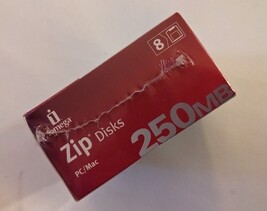 8
iomega
Zip® Disks
PC/Mac
250MB